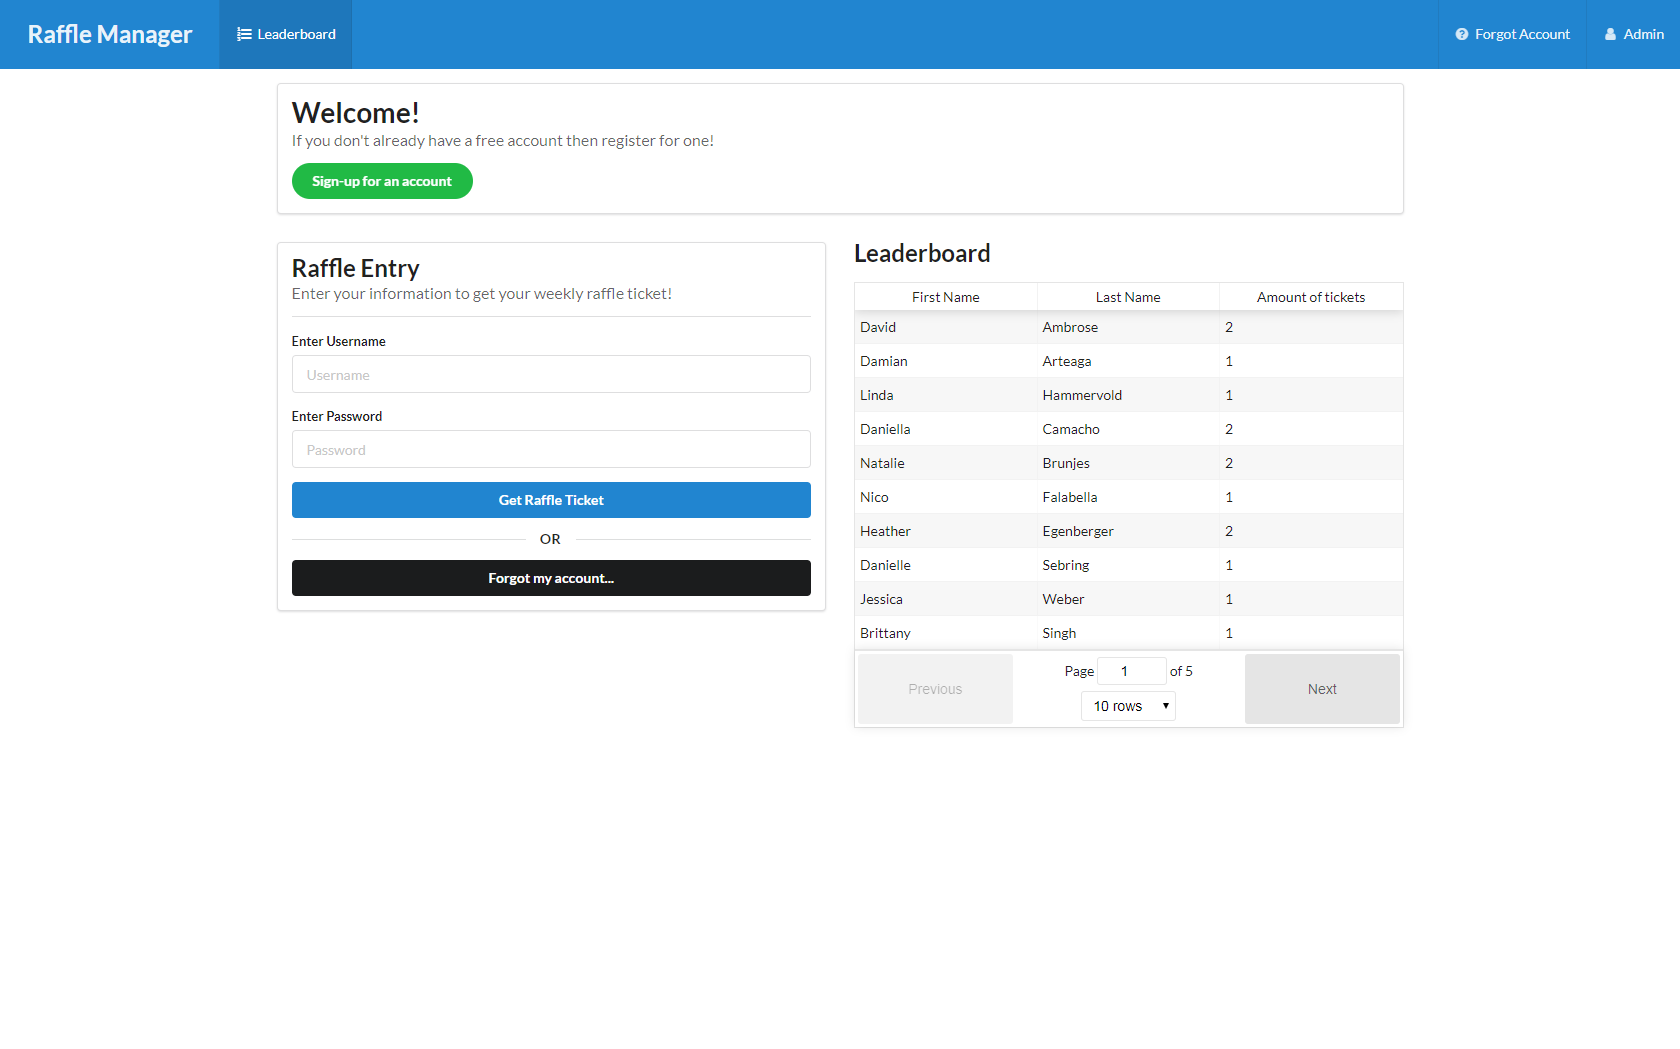 Raffle Manager
Leaderboard
Forgot Account
Admin
Welcome!
If you don't already have a free account then register for one!
Sign-up for an account
Raffle Entry
Enter your information to get your weekly raffle ticket!
Enter Username
Username
Enter Password
Password
Get Raffle Ticket
OR
Forgot my account...
Leaderboard
First Name Last Name Amount of tickets
David Ambrose 2
Damian Arteaga 1
Linda Hammervold 1
Daniella Camacho 2
Natalie Brunjes 2
Nico Falabella 1
Heather Egenberger 2
Danielle Sebring 1
Jessica Weber 1
Brittany Singh 1
Previous
Page 1 of 5
10 rows
Next